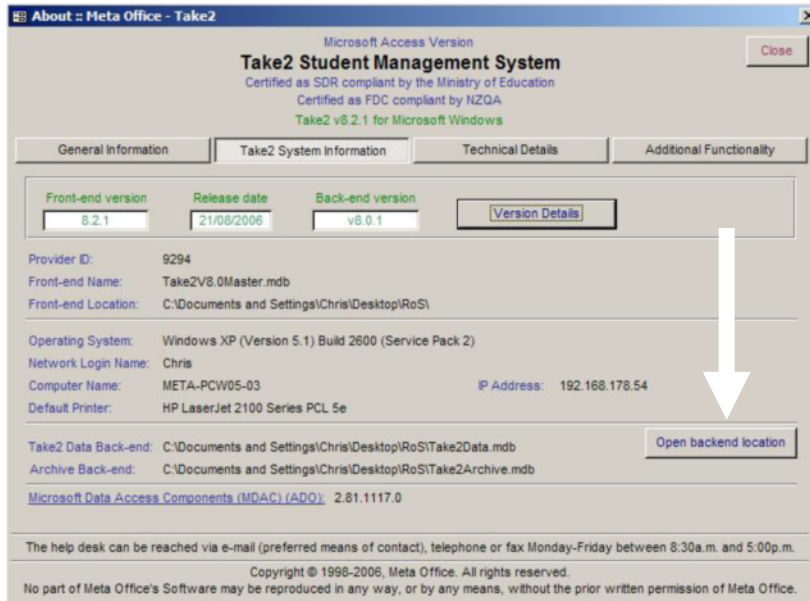 About :: Meta Office - Take2
Microsoft Access Version
Take2 Student Management System
Certified as SDR compliant by the Ministry of Education
Certified as FDC compliant by NZQA
Take2 v8.2.1 for Microsoft Windows
Close
General Information Take2 System Information Technical Details Additional Functionality
Front-end version Release date Back-end version
8.2.1 21/08/2006 v8.0.1 Version Details
Provider ID: 9294
Front-end Name: Take2V8.0Master.mdb
Front-end Location: C:\Documents and Settings\Chris\Desktop\RoS\
Operating System: Windows XP (Version 5.1) Build 2600 (Service Pack 2)
Network Login Name: Chris
Computer Name: META-PCW05-03 IP Address: 192.168.178.54
Default Printer: HP LaserJet 2100 Series PCL 5e
Take2 Data Back-end: C:\Documents and Settings\Chris\Desktop\RoS\Take2Data.mdb Open backend location
Archive Back-end: C:\Documents and Settings\Chris\Desktop\RoS\Take2Archive.mdb
Microsoft Data Access Components (MDAC) (ADO): 2.81.1117.0
The help desk can be reached via e-mail (preferred means of contact), telephone or fax Monday-Friday between 8:30a.m. and 5:00p.m.
Copyright © 1998-2006, Meta Office. All rights reserved.
No part of Meta Office's Software may be reproduced in any way, or by any means, without the prior written permission of Meta Office.